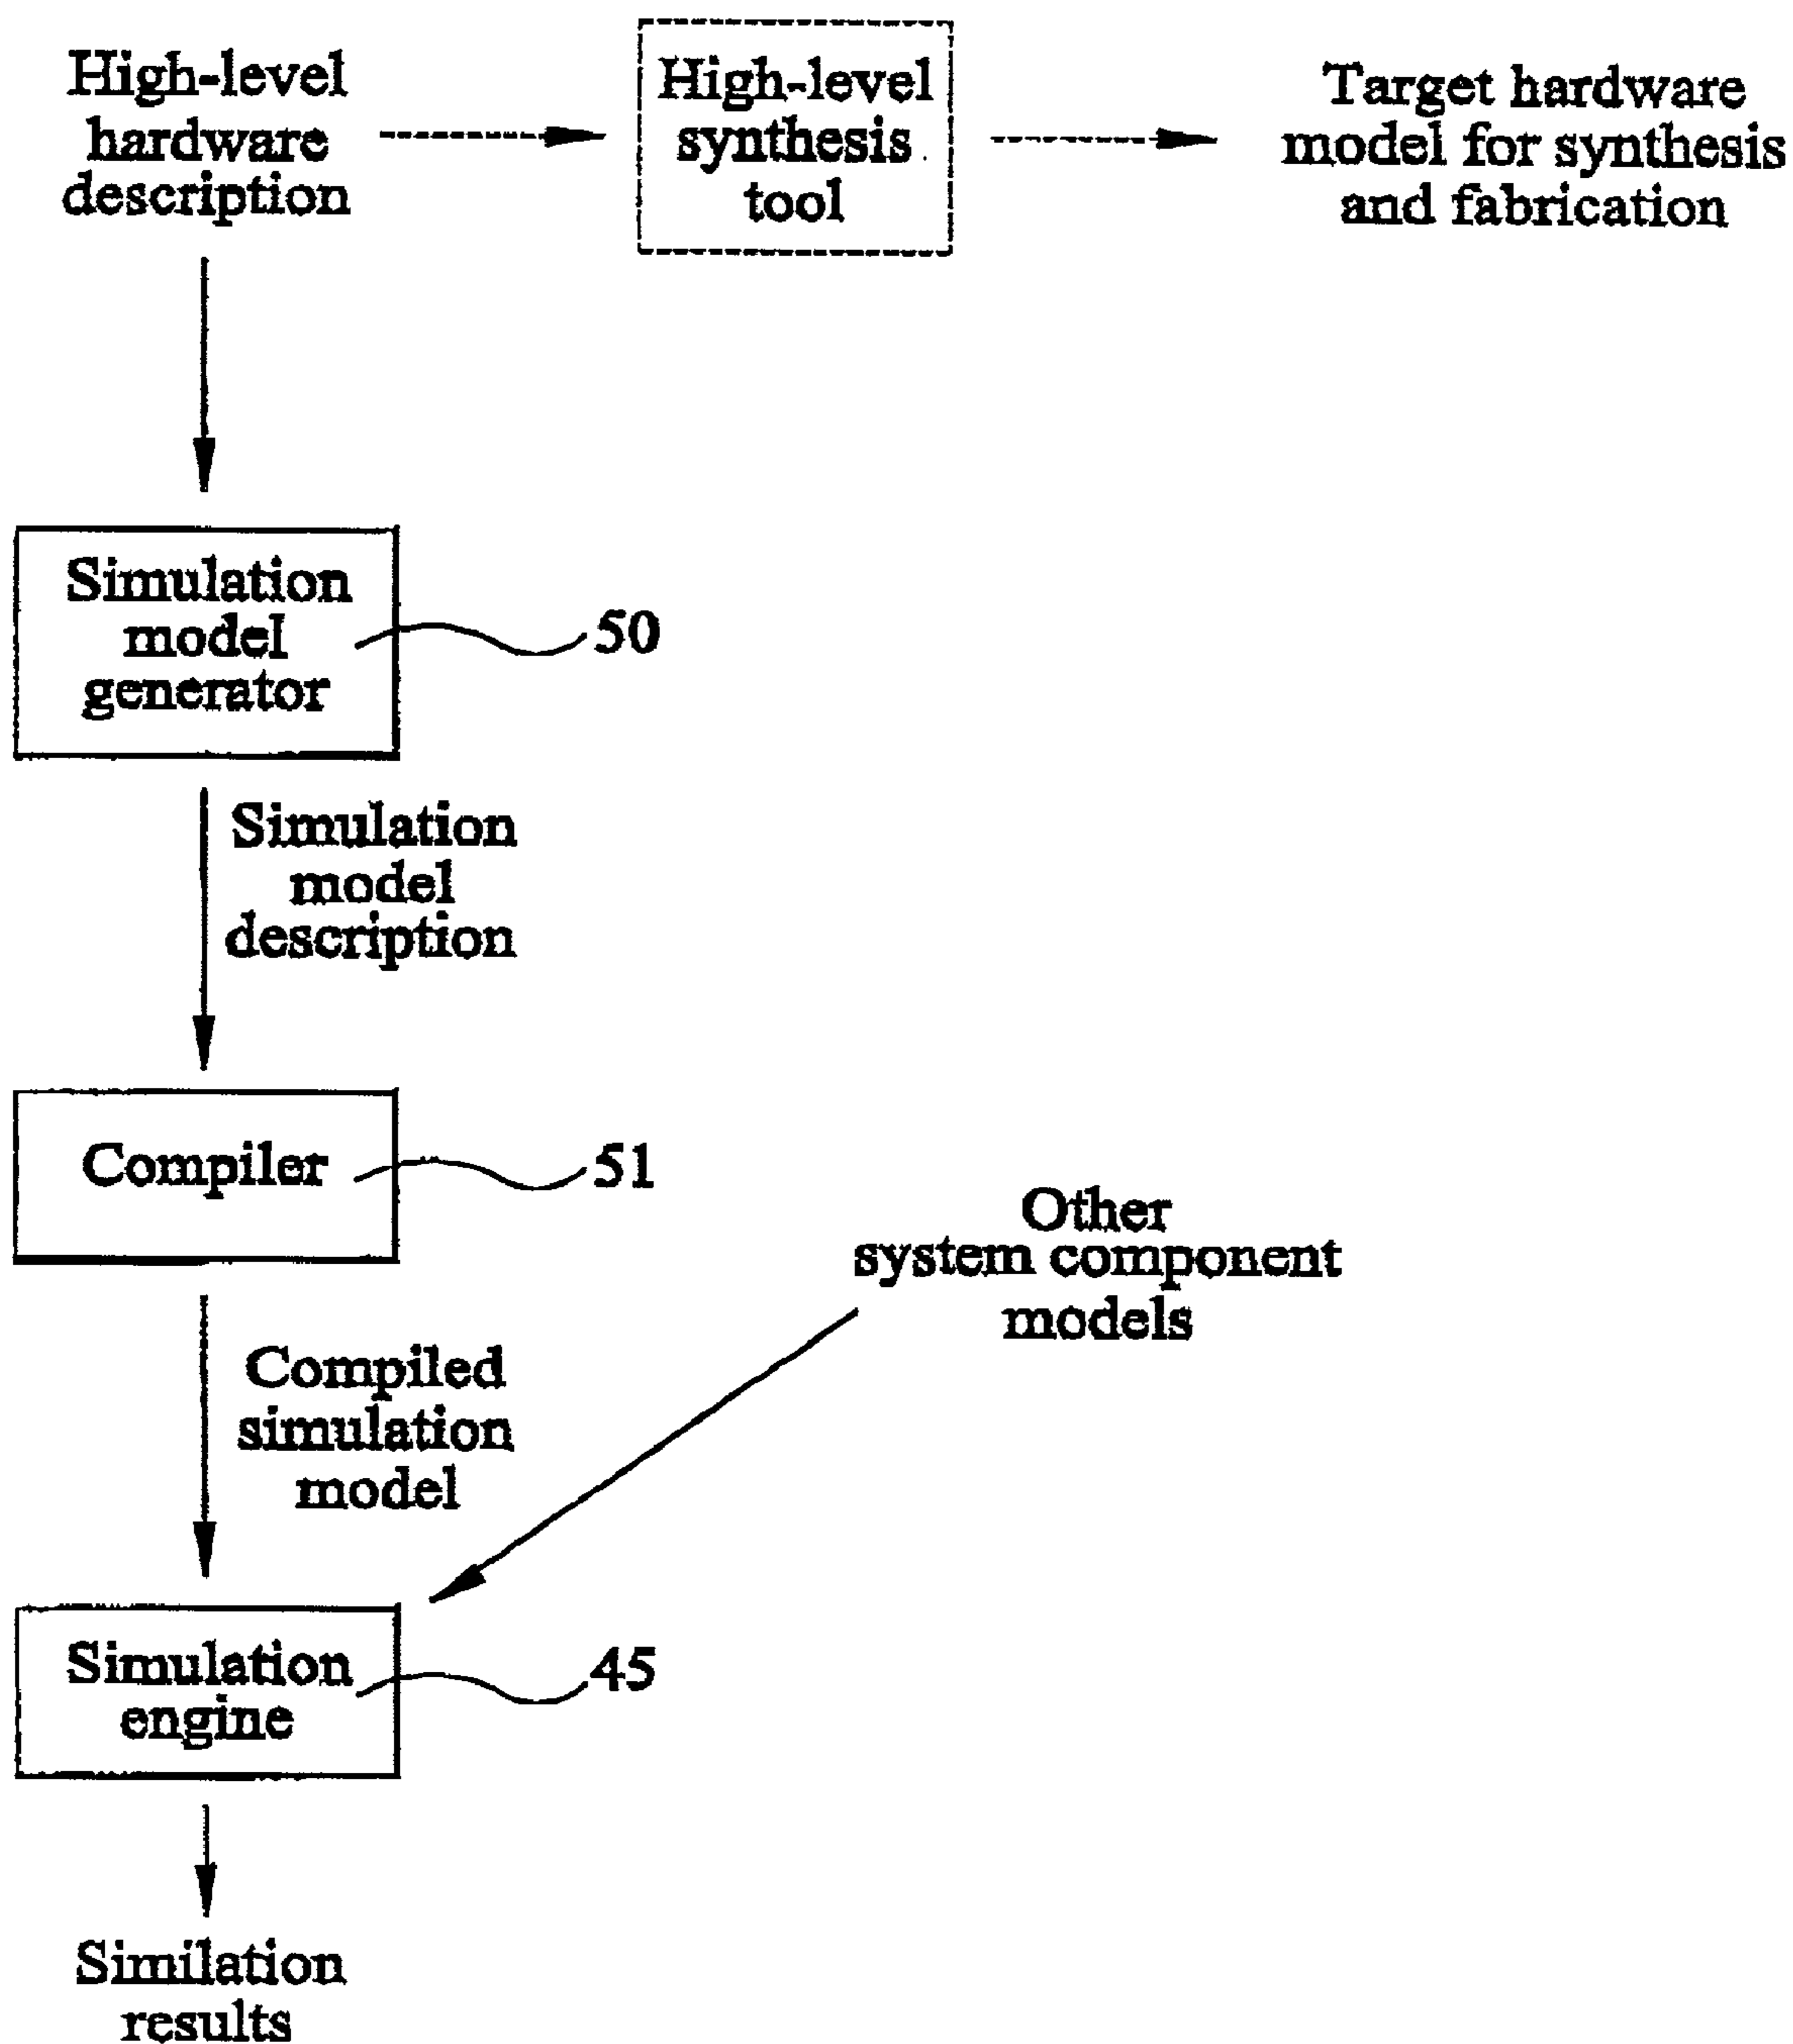 High-level
hardware
description
High-level
synthesis
tool
Target hardware
model for synthesis
and fabrication
Simulation
model
generator
50
Simulation
model
description
Compiler
51
Other
system component
models
Compiled
simulation
model
Simulation
engine
45
Similation
results